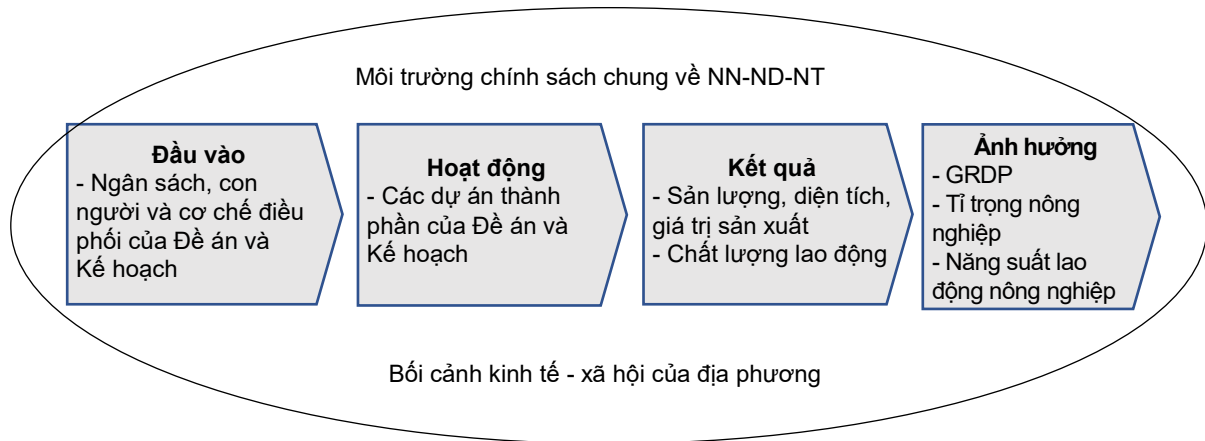 Môi trường chính sách chung về NN-ND-NT
Đầu vào
- Ngân sách, con
người và cơ chế điều
phối của Đề án và
Kế hoạch
Hoạt động
- Các dự án thành
phần của Đề án và
Kế hoạch
Kết quả
- Sản lượng, diện tích,
giá trị sản xuất
- Chất lượng lao động
Ảnh hưởng
- GRDP
- Tỉ trọng nông
nghiệp
- Năng suất lao
động nông nghiệp
Bối cảnh kinh tế - xã hội của địa phương